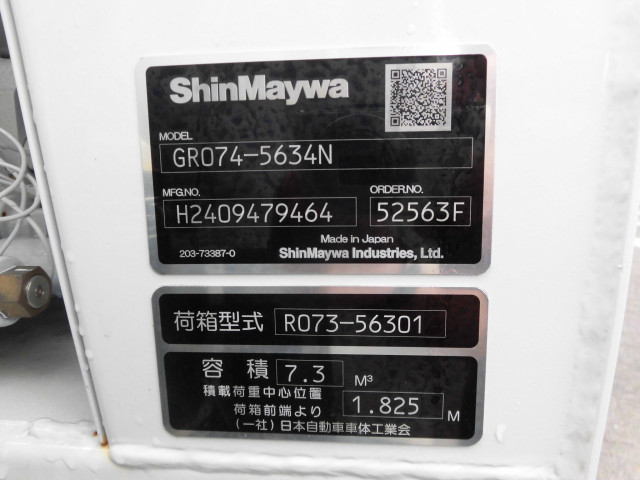 ShinMaywa
MODEL
GR074-5634N
MFG.NO. ORDER.NO.
H2409479464 52563F
Made in Japan
203-73387-0 ShinMaywa Industries, Ltd.
荷箱型式 R073-56301
容積 7.3 M³
積載荷重中心位置
荷箱前端より 1.825 M
(一社)日本自動車車体工業会